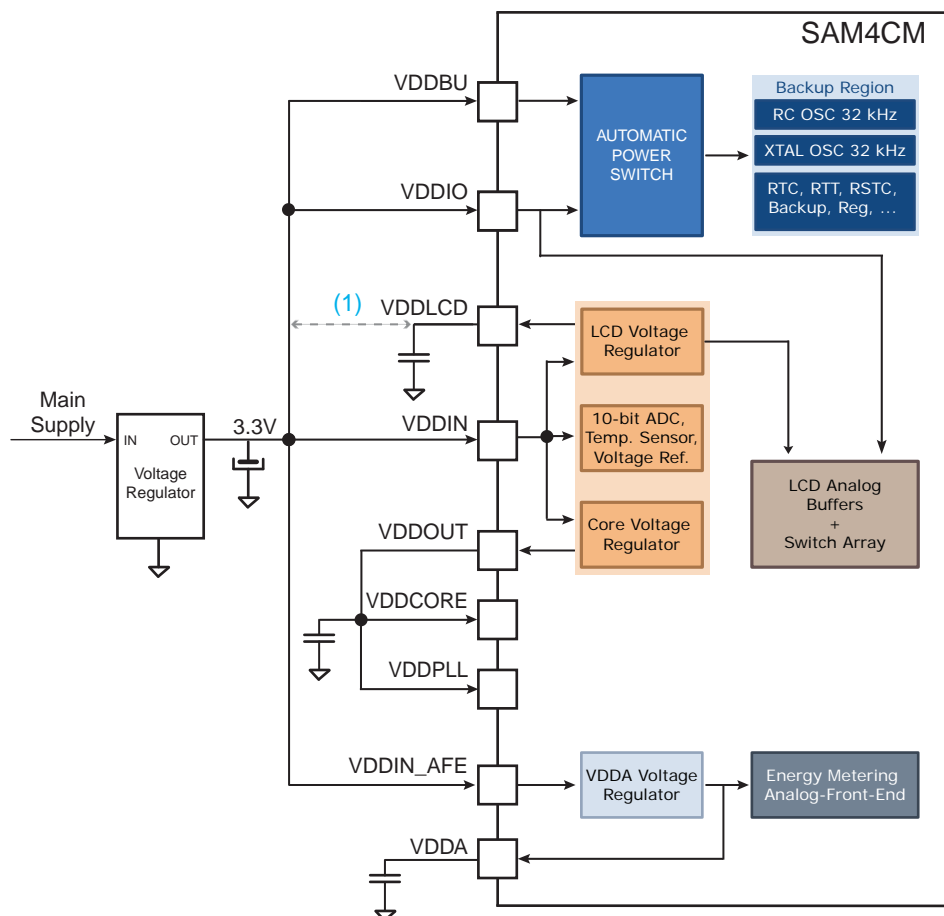 SAM4CM
VDDBU
AUTOMATIC
POWER
SWITCH
Backup Region
RC OSC 32 kHz
XTAL OSC 32 kHz
RTC, RTT, RSTC,
Backup, Reg, ...
VDDIO
(1)
VDDLCD
LCD Voltage
Regulator
Main
Supply
IN
OUT
Voltage
Regulator
3.3V
VDDIN
10-bit ADC,
Temp. Sensor,
Voltage Ref.
LCD Analog
Buffers
+
Switch Array
VDDOUT
Core Voltage
Regulator
VDDCORE
VDDPLL
VDDIN_AFE
VDDA Voltage
Regulator
Energy Metering
Analog-Front-End
VDDA